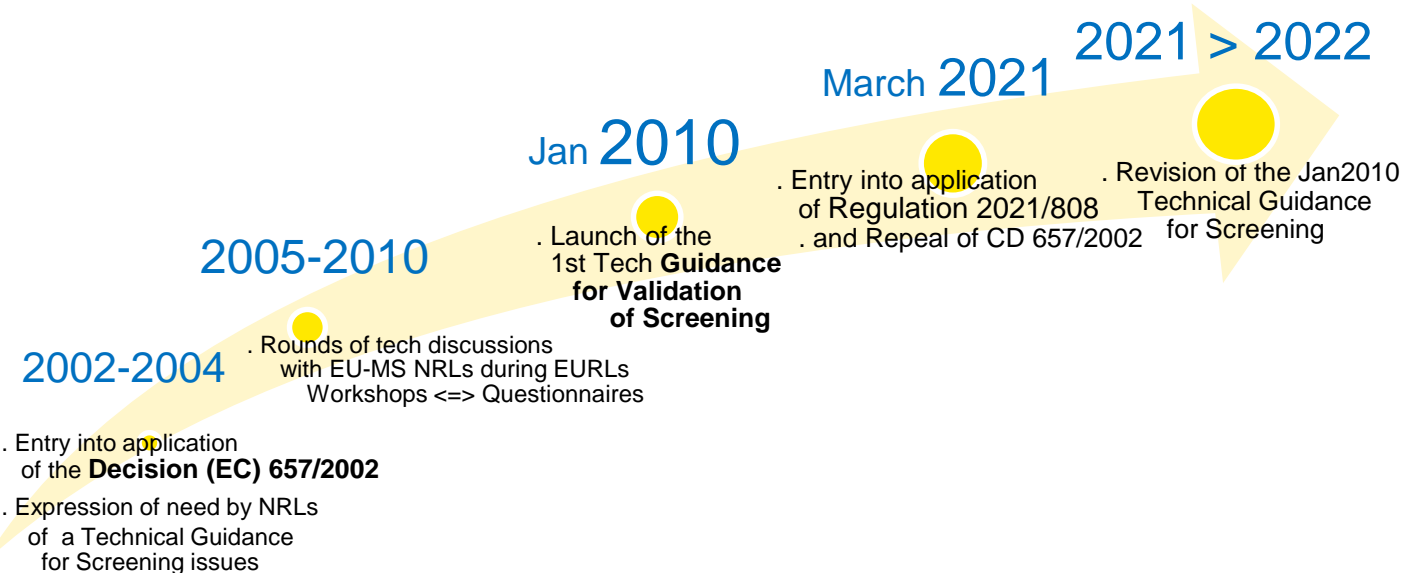 2002-2004
. Entry into application
of the Decision (EC) 657/2002
. Expression of need by NRLs
of a Technical Guidance
for Screening issues
2005-2010
. Rounds of tech discussions
with EU-MS NRLs during EURLs
Workshops <=> Questionnaires
Jan 2010
. Launch of the
1st Tech Guidance
for Validation
of Screening
March 2021
. Entry into application
of Regulation 2021/808
. and Repeal of CD 657/2002
2021 > 2022
. Revision of the Jan2010
Technical Guidance
for Screening